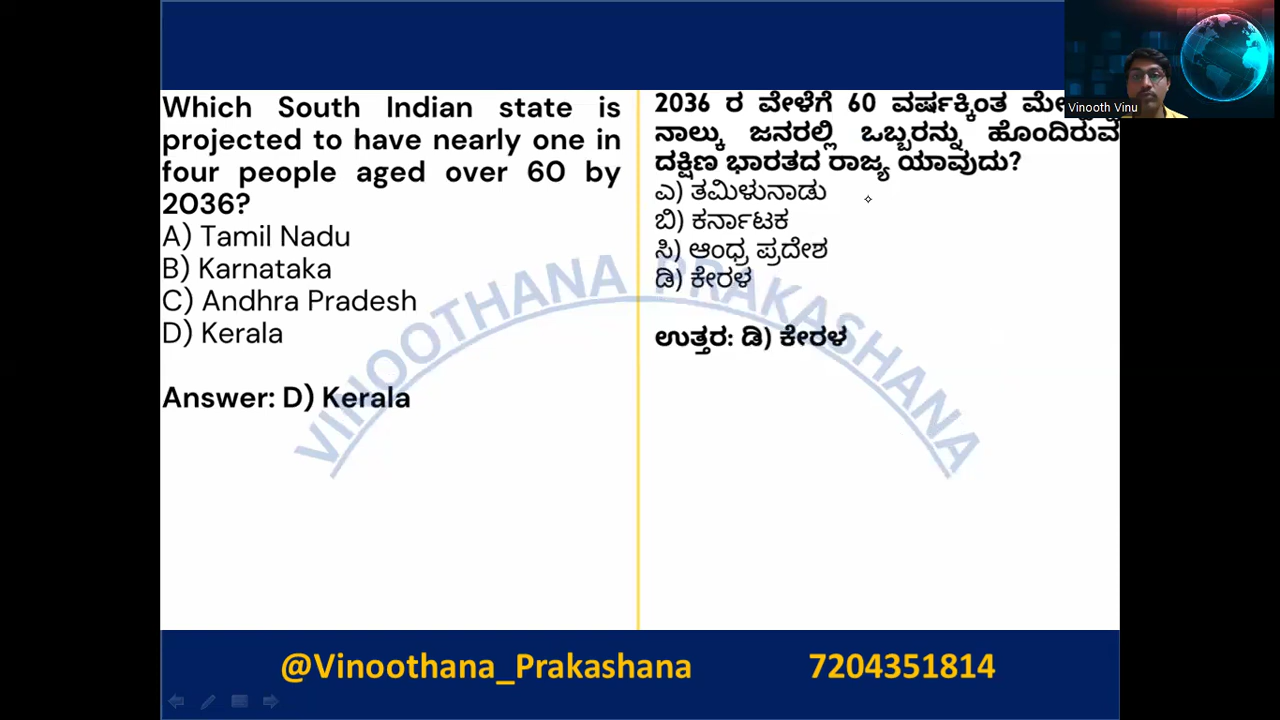 Which South Indian state is
projected to have nearly one in
four people aged over 60 by
2036?
A) Tamil Nadu
B) Karnataka
C) Andhra Pradesh
D) Kerala
Answer: D) Kerala
2036 ರ ವೇಳೆಗೆ 60 ವರ್ಷಕ್ಕಿಂತ
ನಾಲ್ಕು ಜನರಲ್ಲಿ ಒಬ್ಬರನ್ನು ಹೊಂದಿರುವ
ದಕ್ಷಿಣ ಭಾರತದ ರಾಜ್ಯ ಯಾವುದು?
ಎ) ತಮಿಳುನಾಡು
ಬಿ) ಕರ್ನಾಟಕ
ಸಿ) ಆಂಧ್ರ ಪ್ರದೇಶ
ಡಿ) ಕೇರಳ
ಉತ್ತರ: ಡಿ) ಕೇರಳ
VINOOTHANA PRAKASHANA
Vinooth Vinu
@Vinoothana_Prakashana 7204351814